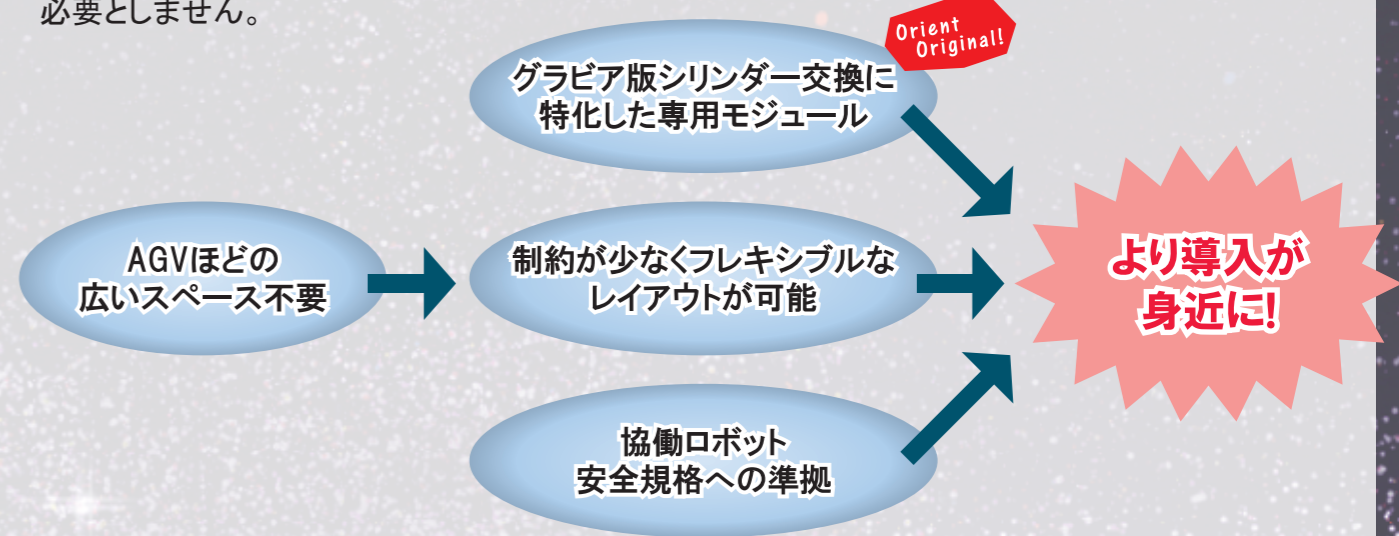 必要としません。
Orient
Original!
グラビア版シリンダー交換に
特化した専用モジュール
AGVほどの
広いスペース不要
制約が少なくフレキシブルな
レイアウトが可能
より導入が
身近に!
協働ロボット
安全規格への準拠